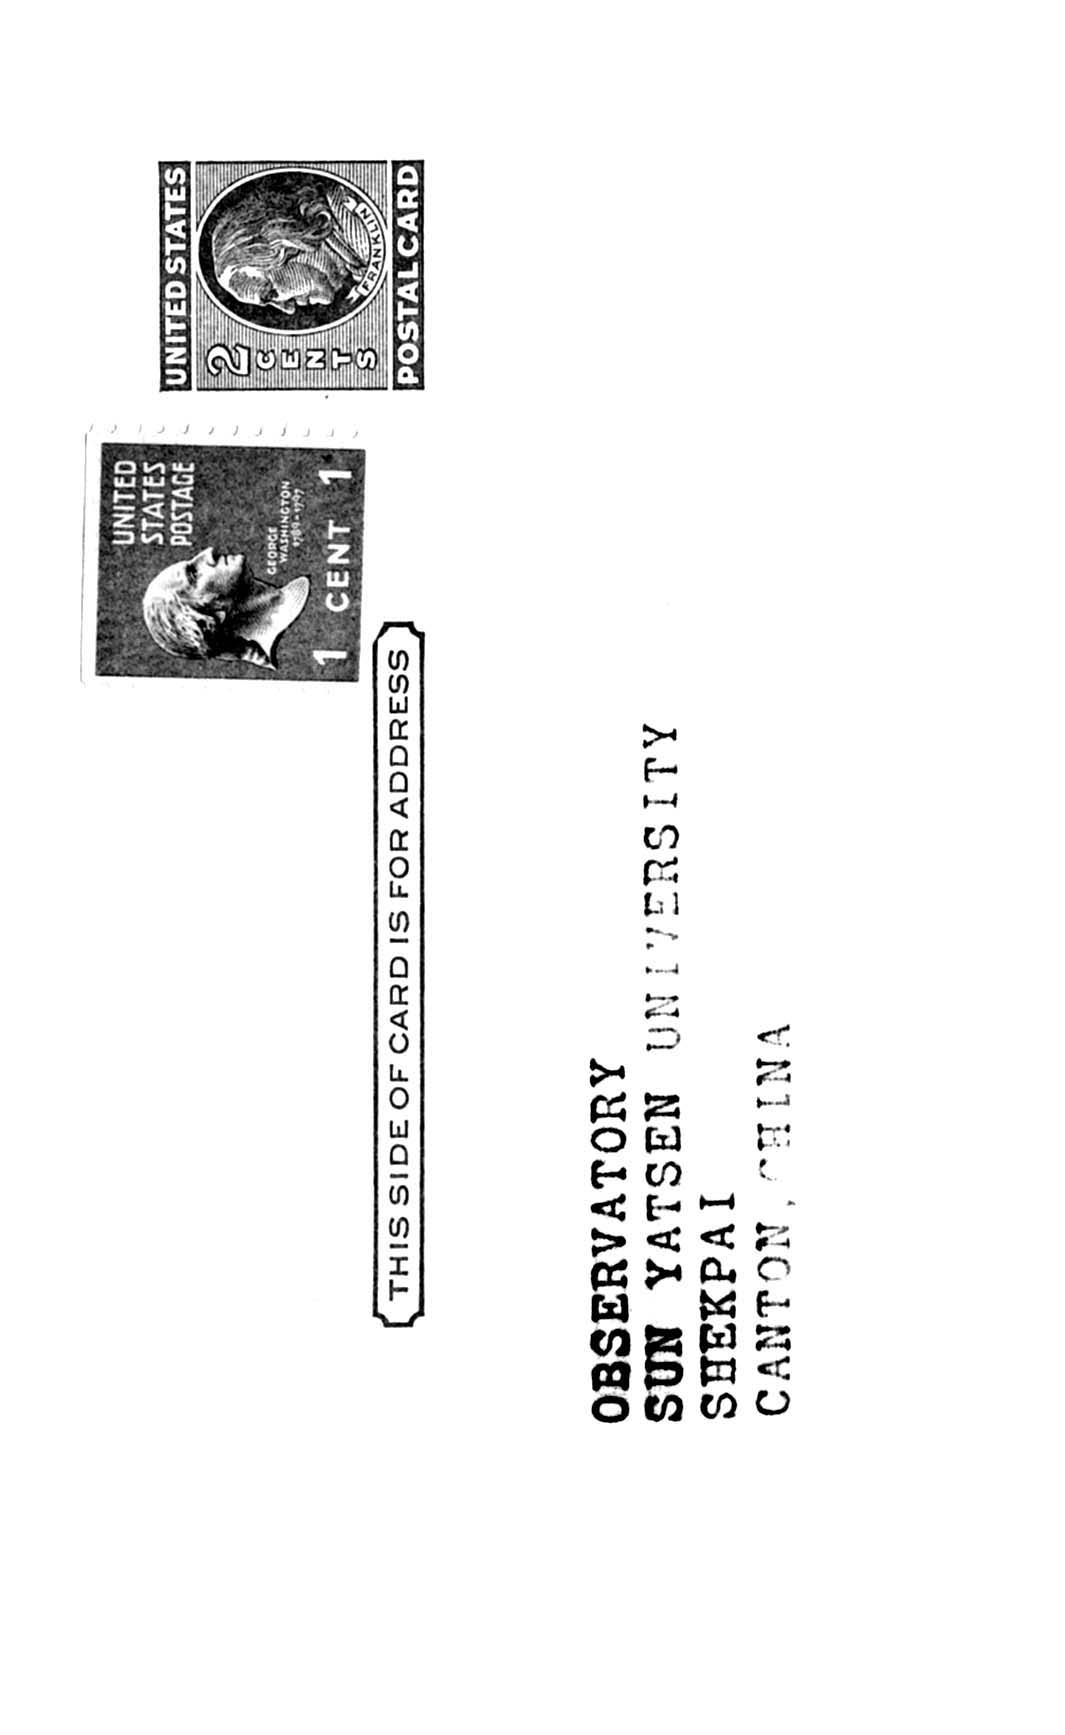 UNITED STATES
2 CENTS
FRANKLIN
POSTAL CARD
UNITED
STATES
POSTAGE
GEORGE
WASHINGTON
1789-1797
1 CENT 1
THIS SIDE OF CARD IS FOR ADDRESS
OBSERVATORY
SUN YATSEN UNIVERSITY
SHEKPAI
CANTON, CHINA